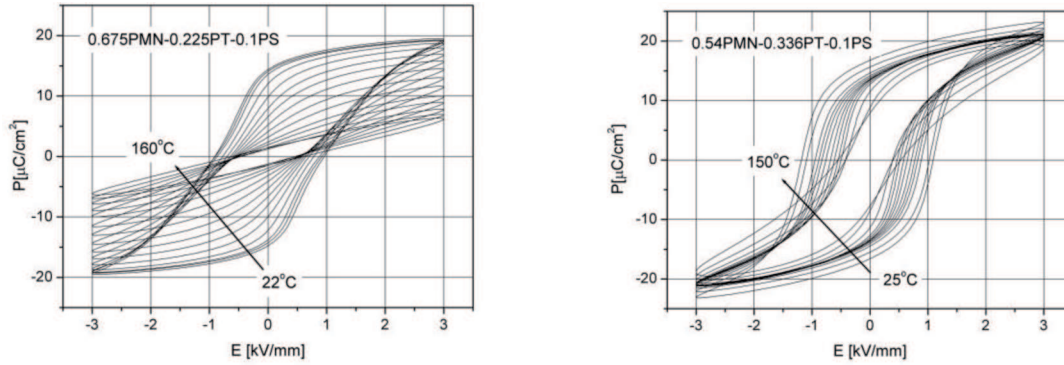 0.675PMN-0.225PT-0.1PS
P[μC/cm²]
20
10
0
-10
-20
160°C
22°C
-3 -2 -1 0 1 2 3
E [kV/mm]
0.54PMN-0.336PT-0.1PS
P[μC/cm²]
20
10
0
-10
-20
150°C
25°C
-3 -2 -1 0 1 2 3
E [kV/mm]